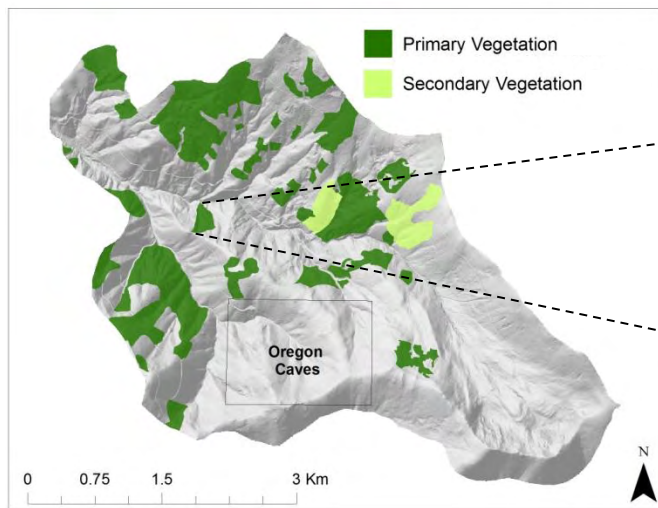 Primary Vegetation
Secondary Vegetation
Oregon
Caves
N
0 0.75 1.5 3 Km